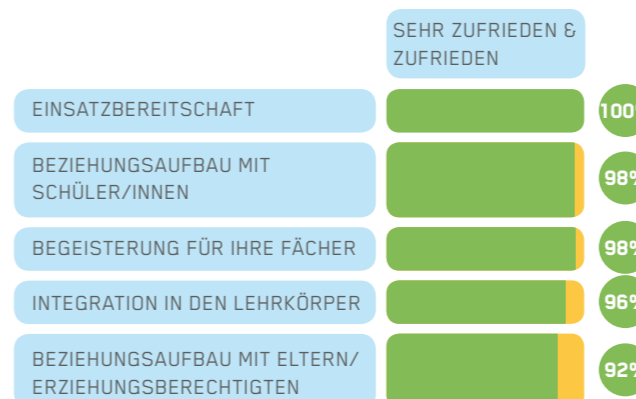 SEHR ZUFRIEDEN &
ZUFRIEDEN
EINSATZBEREITSCHAFT
100%
BEZIEHUNGSAUFBAU MIT
SCHÜLER/INNEN
98%
BEGEISTERUNG FÜR IHRE FÄCHER
98%
INTEGRATION IN DEN LEHRKÖRPER
96%
BEZIEHUNGSAUFBAU MIT ELTERN/
ERZIEHUNGSBERECHTIGTEN
92%